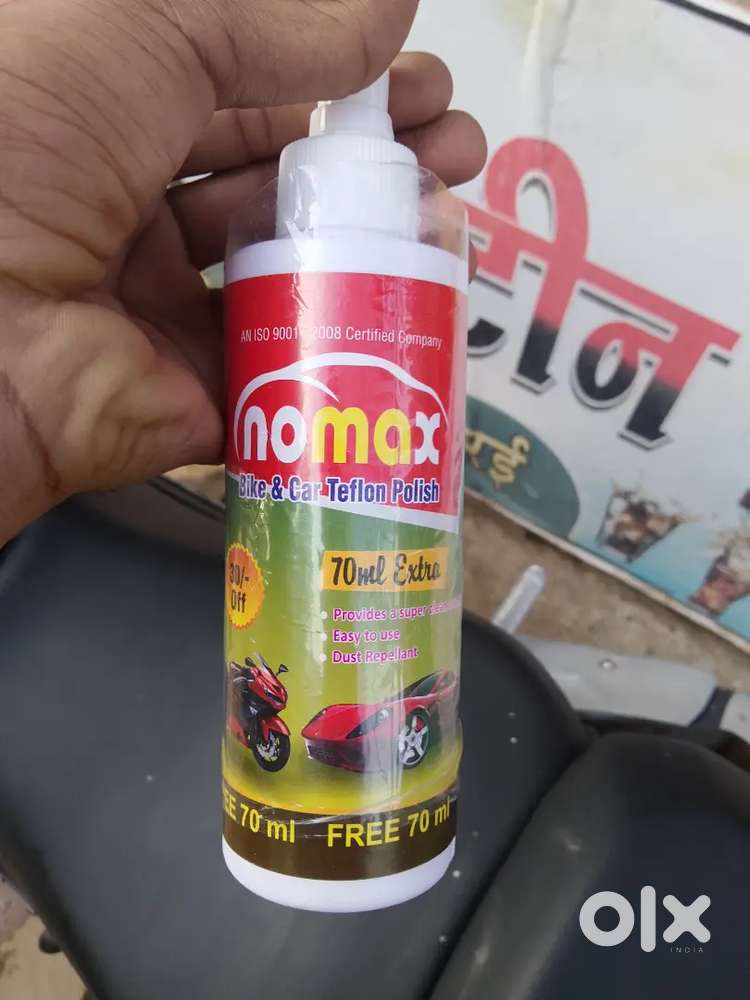 AN ISO 9001 2008 Certified Company
nomax
Bike & Car Teflon Polish
30/-
Off
70ml Extra
• Provides a super
• Easy to use
• Dust Repellant
70 ml FREE 70 ml
टीन
olx
INDIA